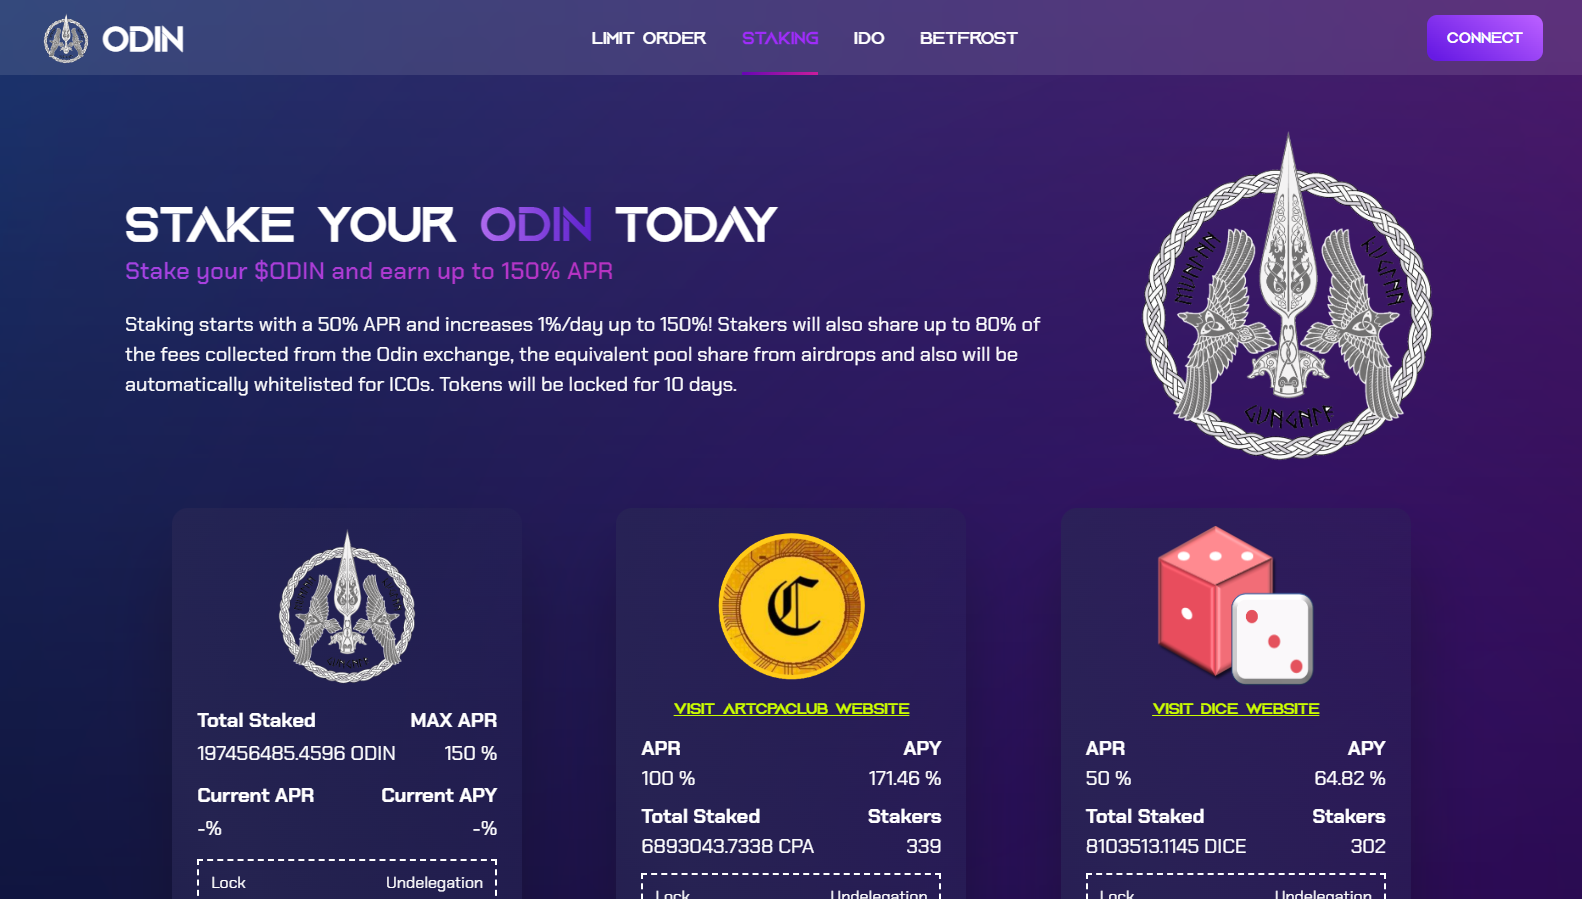 ODIN
LIMIT ORDER
STAKING
IDO
BETFROST
CONNECT
STAKE YOUR ODIN TODAY
Stake your $ODIN and earn up to 150% APR
Staking starts with a 50% APR and increases 1%/day up to 150%! Stakers will also share up to 80% of
the fees collected from the Odin exchange, the equivalent pool share from airdrops and also will be
automatically whitelisted for ICOs. Tokens will be locked for 10 days.
Total Staked MAX APR
197456485.4596 ODIN 150 %
Current APR Current APY
-% -%
Lock Undelegation
C
VISIT ARTCPACLUB WEBSITE
APR APY
100 % 171.46 %
Total Staked Stakers
6893043.7338 CPA 339
Lock Undelegation
VISIT DICE WEBSITE
APR APY
50 % 64.82 %
Total Staked Stakers
8103513.1145 DICE 302
Lock Undelegation